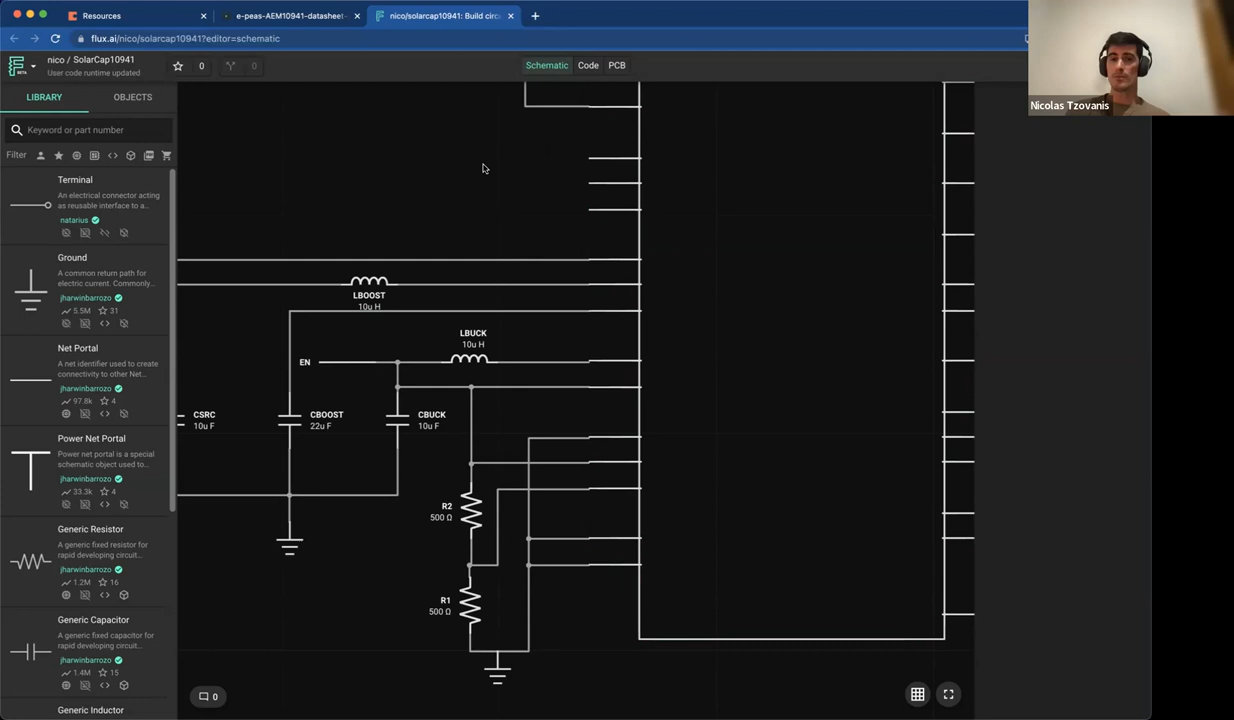 Resources
e-peas-AEM10941-datasheet-
nico/solarcap10941: Build circ
flux.ai/nico/solarcap10941?editor=schematic
nico / SolarCap10941
User code runtime updated
BETA
0
0
Schematic
Code
PCB
Nicolas Tzovanis
LIBRARY
OBJECTS
Keyword or part number
Filter
Terminal
An electrical connector acting
as reusable interface to a...
natarius
Ground
A common return path for
electric current. Commonly...
jharwinbarrozo
5.5M
31
Net Portal
A net identifier used to create
connectivity to other Net...
jharwinbarrozo
97.8k
4
Power Net Portal
Power net portal is a special
schematic object used to...
jharwinbarrozo
33.3k
4
Generic Resistor
A generic fixed resistor for
rapid developing circuit...
jharwinbarrozo
1.2M
16
Generic Capacitor
A generic fixed capacitor for
rapid developing circuit...
jharwinbarrozo
1.4M
15
Generic Inductor
LBOOST
10u H
LBUCK
10u H
EN
CSRC
10u F
CBOOST
22u F
CBUCK
10u F
R2
500 Ω
R1
500 Ω
0